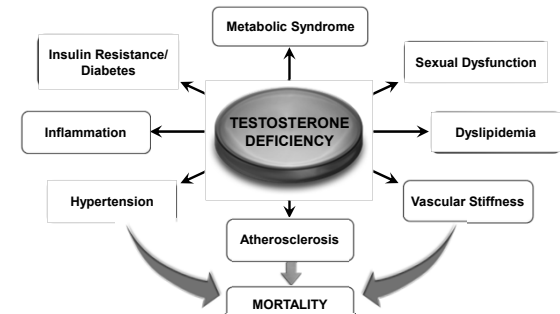 Metabolic Syndrome
Insulin Resistance/
Diabetes
Sexual Dysfunction
TESTOSTERONE
DEFICIENCY
Inflammation
Dyslipidemia
Hypertension
Vascular Stiffness
Atherosclerosis
MORTALITY